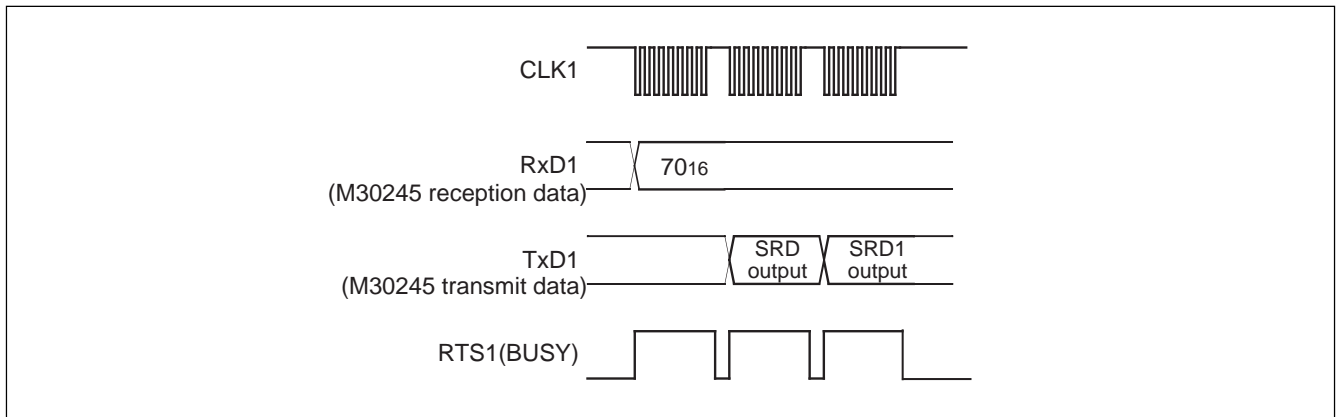 CLK1
RxD1
(M30245 reception data)
7016
TxD1
(M30245 transmit data)
SRD
output
SRD1
output
RTS1(BUSY)